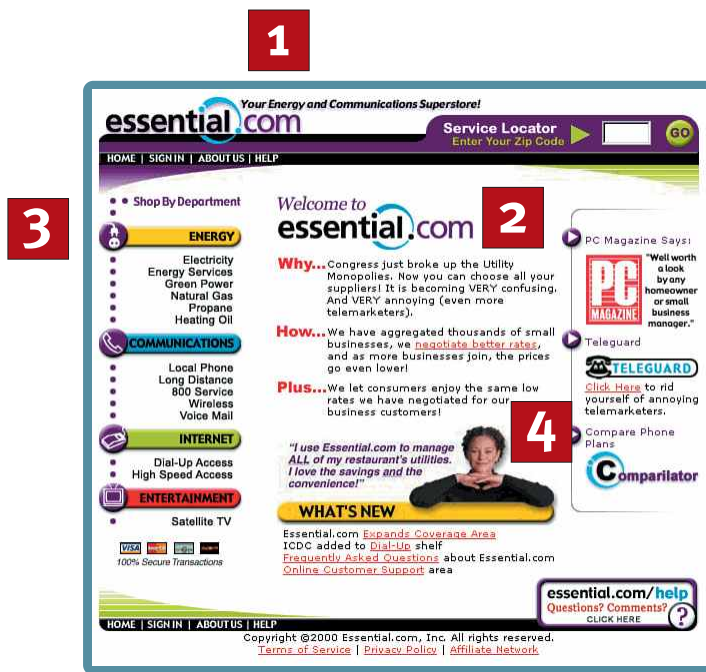 1
Your Energy and Communications Superstore!
essential.com
Service Locator
Enter Your Zip Code
GO
HOME | SIGN IN | ABOUT US | HELP
3
Shop By Department
ENERGY
Electricity
Energy Services
Green Power
Natural Gas
Propane
Heating Oil
COMMUNICATIONS
Local Phone
Long Distance
800 Service
Wireless
Voice Mail
INTERNET
Dial-Up Access
High Speed Access
ENTERTAINMENT
Satellite TV
VISA
100% Secure Transactions
Welcome to
essential.com
2
Why...Congress just broke up the Utility
Monopolies. Now you can choose all your
suppliers! It is becoming VERY confusing.
And VERY annoying (even more
telemarketers).
How...We have aggregated thousands of small
businesses, we negotiate better rates,
and as more businesses join, the prices
go even lower!
Plus...We let consumers enjoy the same low
rates we have negotiated for our
business customers!
4
"I use Essential.com to manage
ALL of my restaurant's utilities.
I love the savings and the
convenience!"
WHAT'S NEW
Essential.com Expands Coverage Area
ICDC added to Dial-Up shelf
Frequently Asked Questions about Essential.com
Online Customer Support area
PC Magazine Says:
PC
MAGAZINE
"Well worth
a look
by any
homeowner
or small
business
manager."
Teleguard
TELEGUARD
Click Here to rid
yourself of annoying
telemarketers.
Compare Phone
Plans
Comparilator
essential.com/help
Questions? Comments?
CLICK HERE
?
HOME | SIGN IN | ABOUT US | HELP
Copyright ©2000 Essential.com, Inc. All rights reserved.
Terms of Service | Privacy Policy | Affiliate Network